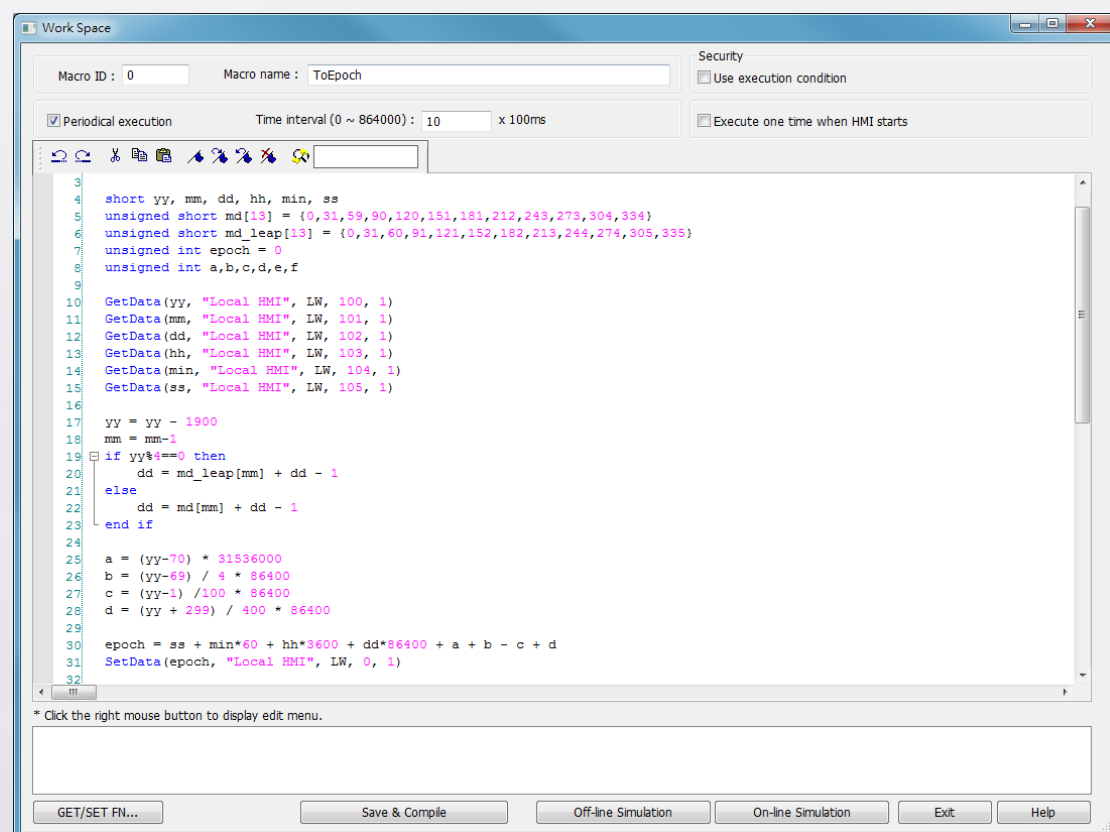 Work Space
Macro ID : 0 Macro name : ToEpoch
Security
Use execution condition
Periodical execution Time interval (0 ~ 864000) : 10 x 100ms
Execute one time when HMI starts
3
4 short yy, mm, dd, hh, min, ss
5 unsigned short md[13] = {0,31,59,90,120,151,181,212,243,273,304,334}
6 unsigned short md_leap[13] = {0,31,60,91,121,152,182,213,244,274,305,335}
7 unsigned int epoch = 0
8 unsigned int a,b,c,d,e,f
9
10 GetData(yy, "Local HMI", LW, 100, 1)
11 GetData(mm, "Local HMI", LW, 101, 1)
12 GetData(dd, "Local HMI", LW, 102, 1)
13 GetData(hh, "Local HMI", LW, 103, 1)
14 GetData(min, "Local HMI", LW, 104, 1)
15 GetData(ss, "Local HMI", LW, 105, 1)
16
17 yy = yy - 1900
18 mm = mm-1
19 if yy%4==0 then
20 dd = md_leap[mm] + dd - 1
21 else
22 dd = md[mm] + dd - 1
23 end if
24
25 a = (yy-70) * 31536000
26 b = (yy-69) / 4 * 86400
27 c = (yy-1) /100 * 86400
28 d = (yy + 299) / 400 * 86400
29
30 epoch = ss + min*60 + hh*3600 + dd*86400 + a + b - c + d
31 SetData(epoch, "Local HMI", LW, 0, 1)
32
* Click the right mouse button to display edit menu.
GET/SET FN... Save & Compile Off-line Simulation On-line Simulation Exit Help